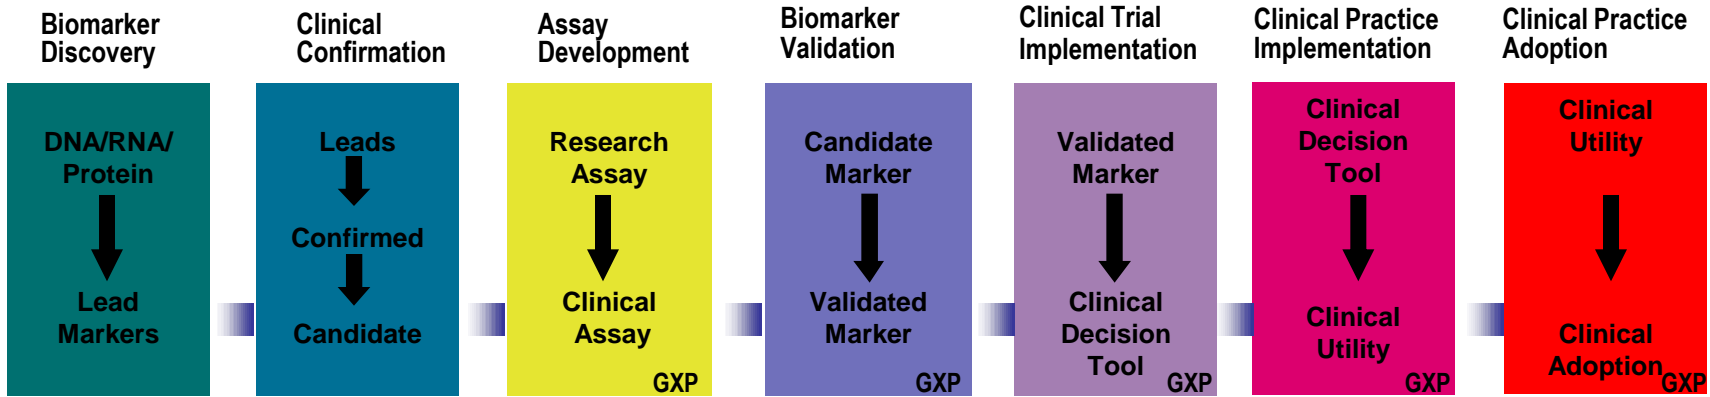 Biomarker
Discovery
DNA/RNA/
Protein
Lead
Markers
Clinical
Confirmation
Leads
Confirmed
Candidate
Assay
Development
Research
Assay
Clinical
Assay
GXP
Biomarker
Validation
Candidate
Marker
Validated
Marker
GXP
Clinical Trial
Implementation
Validated
Marker
Clinical
Decision
Tool
GXP
Clinical Practice
Implementation
Clinical
Decision
Tool
Clinical
Utility
GXP
Clinical Practice
Adoption
Clinical
Utility
Clinical
Adoption
GXP